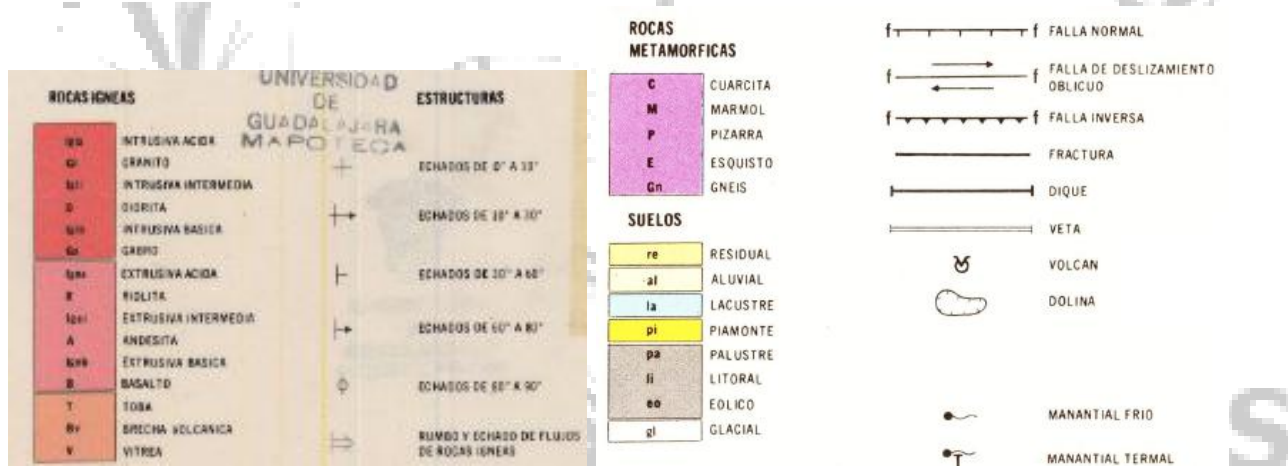 ROCAS IGNEAS
UNIVERSIDAD
DE
GUADALAJARA
MAPOTECA
INTRUSIVA ACIDA
GRANITO
INTRUSIVA INTERMEDIA
D DIORITA
INTRUSIVA BASICA
GABRO
EXTRUSIVA ACIDA
R RIOLITA
EXTRUSIVA INTERMEDIA
A ANDESITA
EXTRUSIVA BASICA
B BASALTO
T TOBA
Bv BRECHA VOLCANICA
V VITREA
ESTRUCTURAS
ECHADOS DE 0° A 10°
ECHADOS DE 10° A 30°
ECHADOS DE 30° A 60°
ECHADOS DE 60° A 80°
ECHADOS DE 80° A 90°
RUMBO Y ECHADO DE FLUJOS
DE ROCAS IGNEAS
ROCAS
METAMORFICAS
C CUARCITA
M MARMOL
P PIZARRA
E ESQUISTO
Gn GNEIS
SUELOS
re RESIDUAL
al ALUVIAL
la LACUSTRE
pi PIAMONTE
pa PALUSTRE
li LITORAL
eo EOLICO
gl GLACIAL
f f FALLA NORMAL
f f FALLA DE DESLIZAMIENTO
OBLICUO
f f FALLA INVERSA
FRACTURA
DIQUE
VETA
VOLCAN
DOLINA
MANANTIAL FRIO
T MANANTIAL TERMAL
S